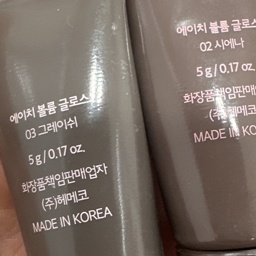 에이치 볼륨 글로스
03 그레이쉬
5 g / 0.17 oz.
화장품책임판매업자
(주)헤메코
MADE IN KOREA
에이치 볼륨 글로스
02 시에나
5 g / 0.17 oz.
화장품책임판매
(주)헤메코
MADE IN KOR